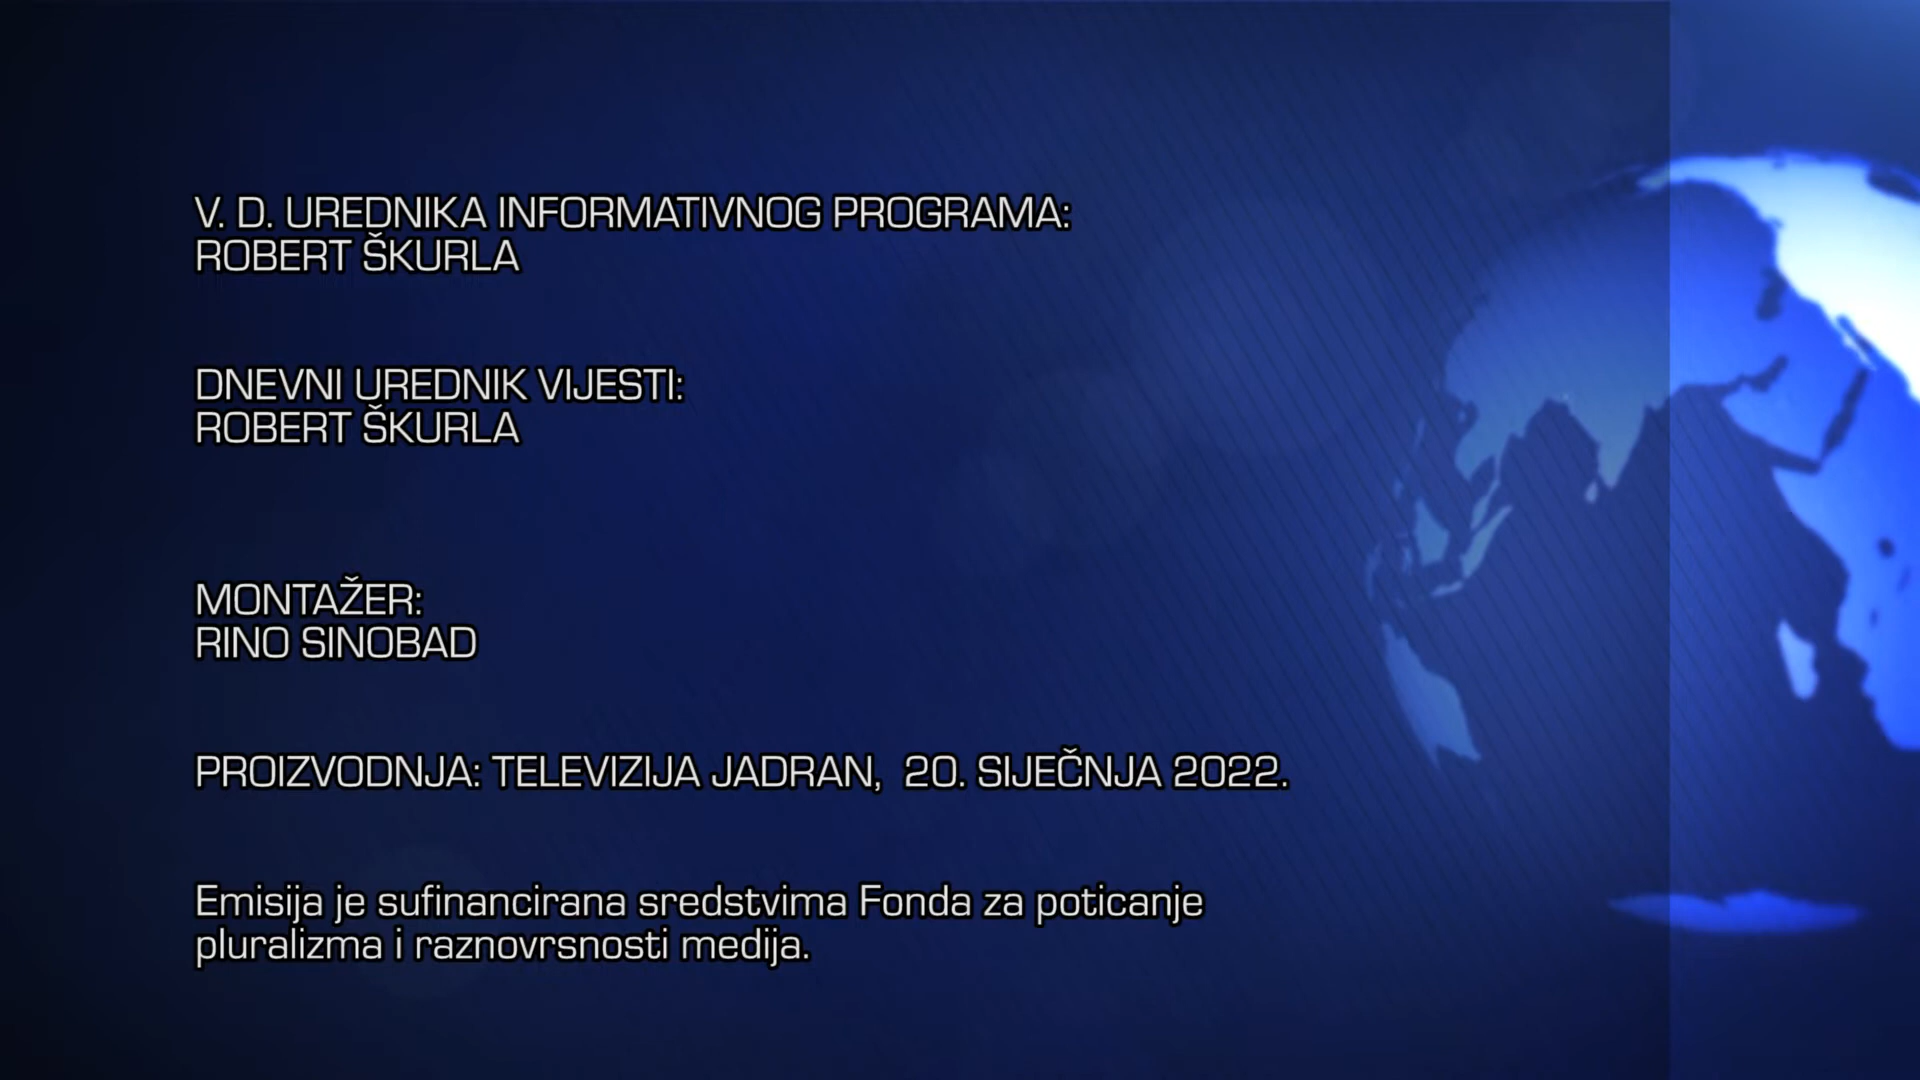 V. D. UREDNIKA INFORMATIVNOG PROGRAMA:
ROBERT ŠKURLA
DNEVNI UREDNIK VIJESTI:
ROBERT ŠKURLA
MONTAŽER:
RINO SINOBAD
PROIZVODNJA: TELEVIZIJA JADRAN, 20. SIJEČNJA 2022.
Emisija je sufinancirana sredstvima Fonda za poticanje
pluralizma i raznovrsnosti medija.